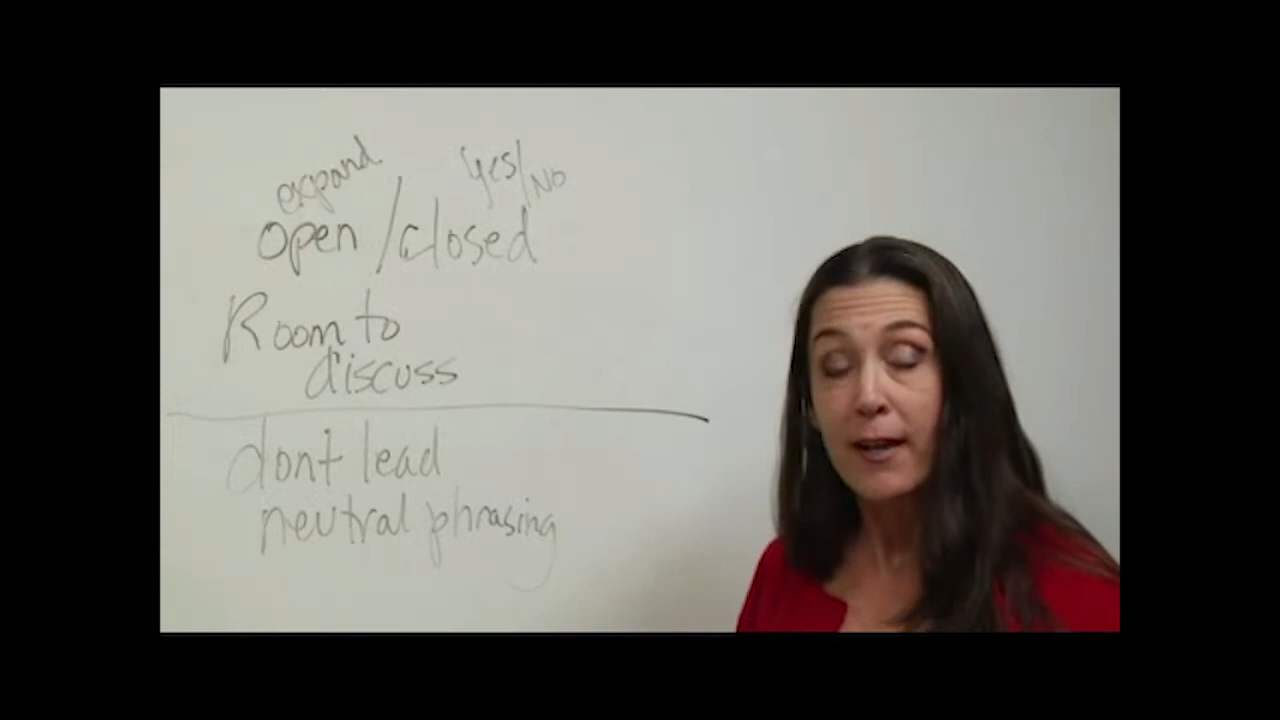 expand yes/No
open/closed
Room to
discuss
dont lead
neutral phrasing